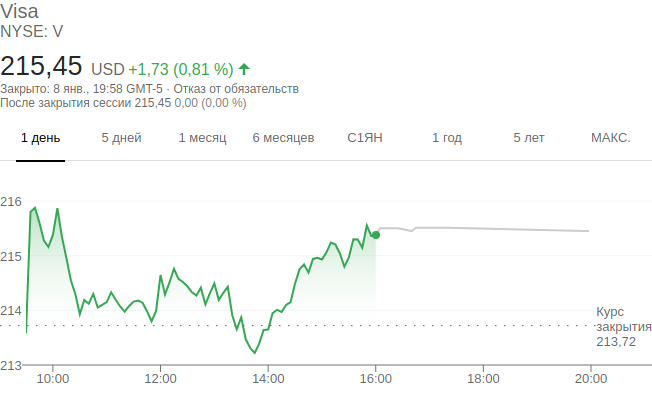 Visa
NYSE: V
215,45 USD +1,73 (0,81 %)
Закрыто: 8 янв., 19:58 GMT-5 · Отказ от обязательств
После закрытия сессии 215,45 0,00 (0,00 %)
1 день 5 дней 1 месяц 6 месяцев С1ЯН 1 год 5 лет МАКС.
216
215
214
Курс
закрытия
213,72
213
10:00 12:00 14:00 16:00 18:00 20:00